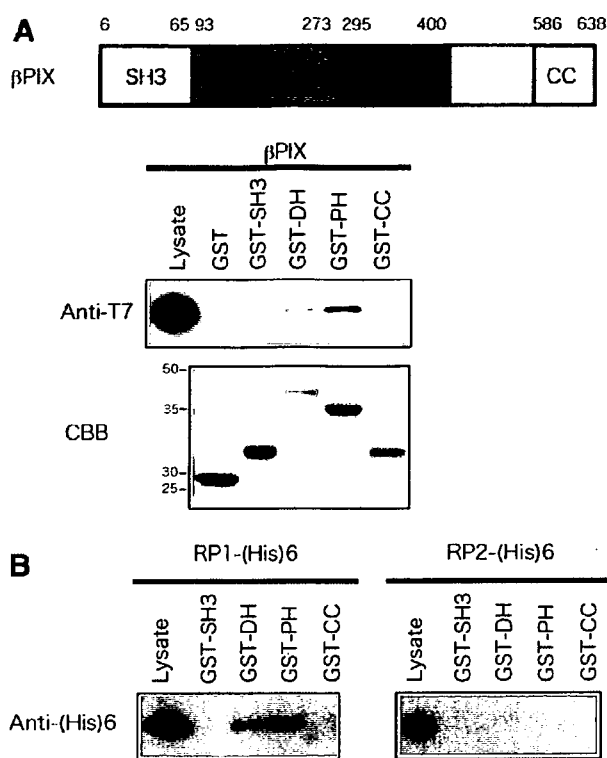 A
6 65 93 273 295 400 586 638
βPIX SH3 CC
βPIX
Lysate GST GST-SH3 GST-DH GST-PH GST-CC
Anti-T7
50-
35-
CBB
30-
25-
B
RP1-(His)6 RP2-(His)6
Lysate GST-SH3 GST-DH GST-PH GST-CC Lysate GST-SH3 GST-DH GST-PH GST-CC
Anti-(His)6